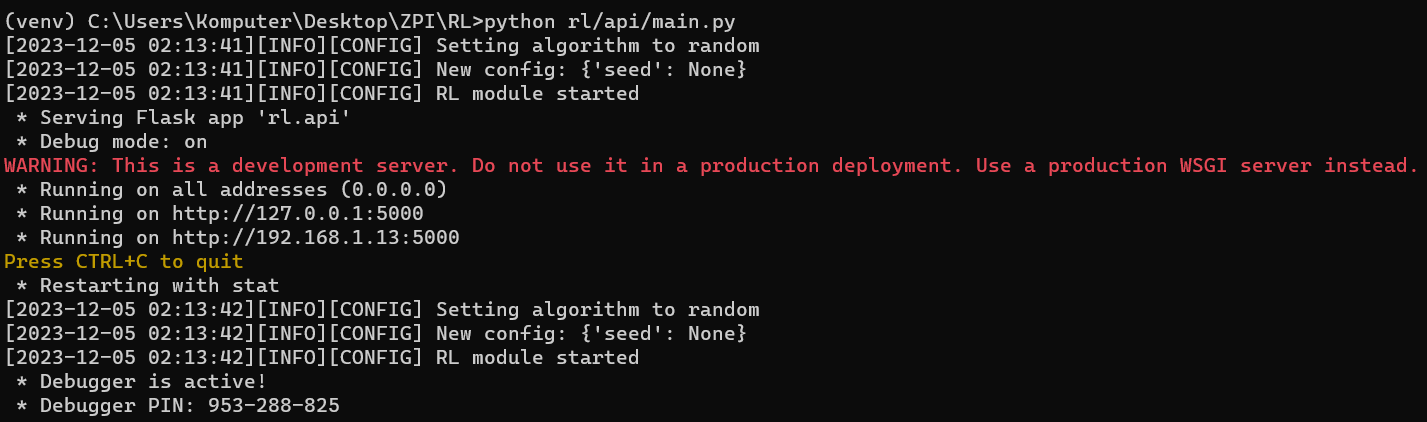 (venv) C:\Users\Komputer\Desktop\ZPI\RL>python rl/api/main.py
[2023-12-05 02:13:41][INFO][CONFIG] Setting algorithm to random
[2023-12-05 02:13:41][INFO][CONFIG] New config: {'seed': None}
[2023-12-05 02:13:41][INFO][CONFIG] RL module started
 * Serving Flask app 'rl.api'
 * Debug mode: on
WARNING: This is a development server. Do not use it in a production deployment. Use a production WSGI server instead.
 * Running on all addresses (0.0.0.0)
 * Running on http://127.0.0.1:5000
 * Running on http://192.168.1.13:5000
Press CTRL+C to quit
 * Restarting with stat
[2023-12-05 02:13:42][INFO][CONFIG] Setting algorithm to random
[2023-12-05 02:13:42][INFO][CONFIG] New config: {'seed': None}
[2023-12-05 02:13:42][INFO][CONFIG] RL module started
 * Debugger is active!
 * Debugger PIN: 953-288-825